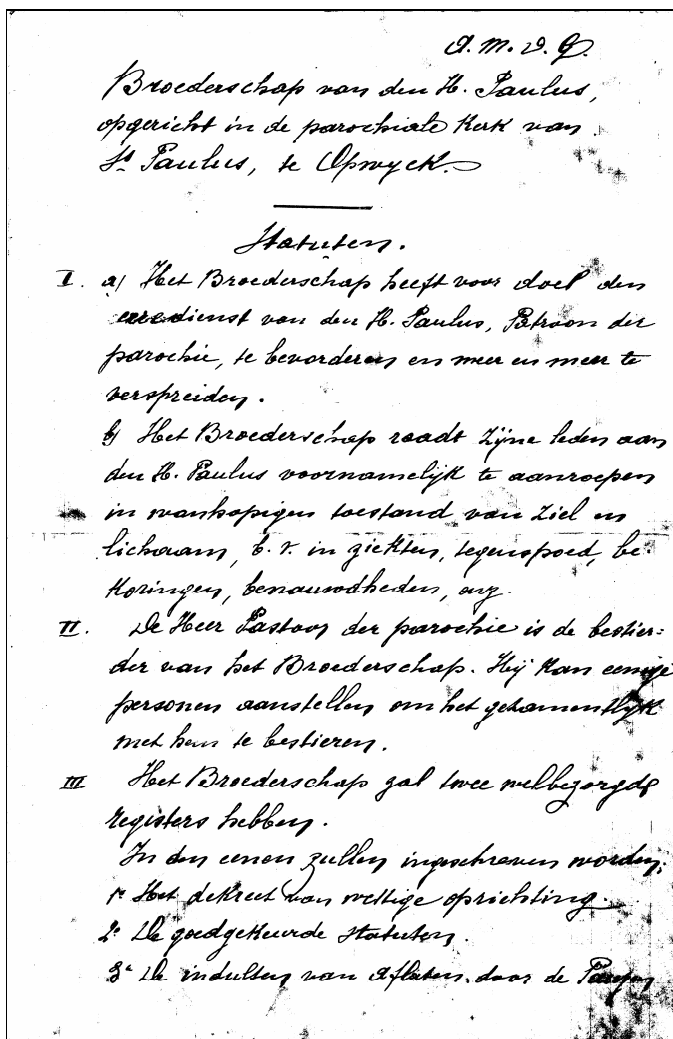 A. M. D. G.
Broederschap van den H. Paulus,
opgericht in de parochiale Kerk van
St Paulus, te Opwyck.
Statuten.
I. a) Het Broederschap heeft voor doel den
eeredienst van den H. Paulus, Patroon der
parochie, te bevorderen en meer en meer te
verspreiden.
b) Het Broederschap raadt zijne leden aan
den H. Paulus voornamelijk te aanroepen
in wanhopigen toestand van ziel en
lichaam, b. v. in ziekten, tegenspoed, be-
koringen, benauwdheden, enz.
II. De Heer Pastoor der parochie is de bestier=
der van het Broederschap. Hij kan eenige
personen aanstellen om het gezamentlijk
met hem te bestieren.
III Het Broederschap zal twee welbezorgde
registers hebben.
In den eenen zullen ingeschreven worden:
1° Het dekreet van wettige oprichting.
2° De goedgekeurde statuten.
3° De indulten van Aflaten door de Pausen